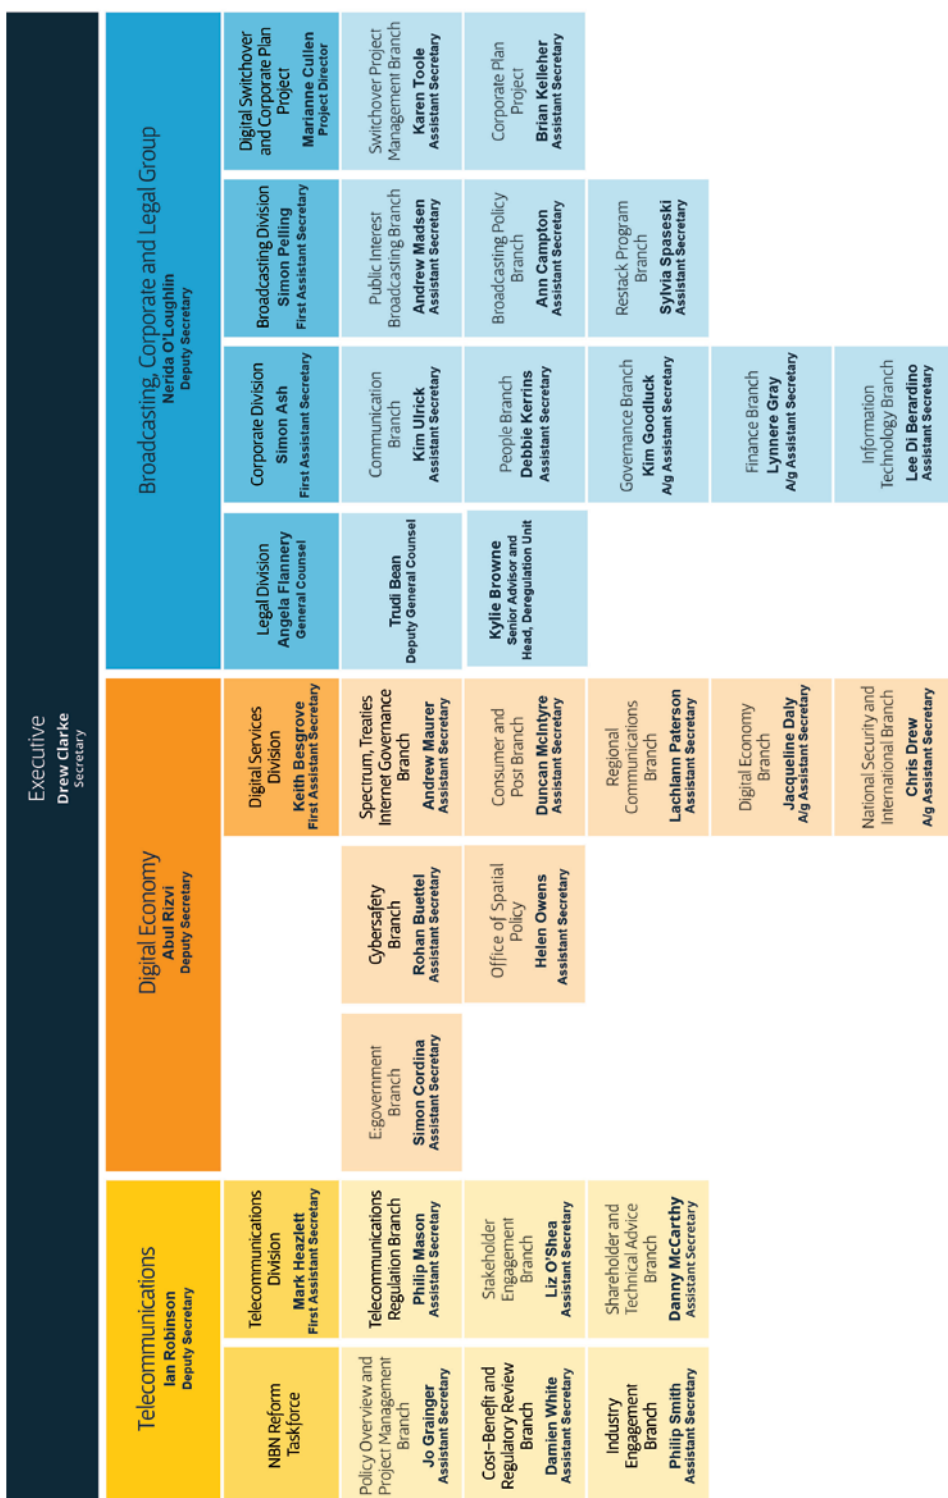 Executive
Drew Clarke
Secretary
Telecommunications
Ian Robinson
Deputy Secretary
NBN Reform
Taskforce
Policy Overview and
Project Management
Branch
Jo Grainger
Assistant Secretary
Cost–Benefit and
Regulatory Review
Branch
Damien White
Assistant Secretary
Industry
Engagement
Branch
Philip Smith
Assistant Secretary
Telecommunications
Division
Mark Heazlett
First Assistant Secretary
Telecommunications
Regulation Branch
Philip Mason
Assistant Secretary
Stakeholder
Engagement
Branch
Liz O'Shea
Assistant Secretary
Shareholder and
Technical Advice
Branch
Danny McCarthy
Assistant Secretary
Digital Economy
Abul Rizvi
Deputy Secretary
E:government
Branch
Simon Cordina
Assistant Secretary
Cybersafety
Branch
Rohan Buettel
Assistant Secretary
Office of Spatial
Policy
Helen Owens
Assistant Secretary
Digital Services
Division
Keith Besgrove
First Assistant Secretary
Spectrum, Treaties
Internet Governance
Branch
Andrew Maurer
Assistant Secretary
Consumer and
Post Branch
Duncan McIntyre
Assistant Secretary
Regional
Communications
Branch
Lachlann Paterson
Assistant Secretary
Digital Economy
Branch
Jacqueline Daly
A/g Assistant Secretary
National Security and
International Branch
Chris Drew
A/g Assistant Secretary
Broadcasting, Corporate and Legal Group
Nerida O'Loughlin
Deputy Secretary
Legal Division
Angela Flannery
General Counsel
Trudi Bean
Deputy General Counsel
Kylie Browne
Senior Advisor and
Head, Deregulation Unit
Corporate Division
Simon Ash
First Assistant Secretary
Communication
Branch
Kim Ulrick
Assistant Secretary
People Branch
Debbie Kerrins
Assistant Secretary
Governance Branch
Kim Goodluck
A/g Assistant Secretary
Finance Branch
Lynnere Gray
A/g Assistant Secretary
Information
Technology Branch
Lee Di Berardino
Assistant Secretary
Broadcasting Division
Simon Pelling
First Assistant Secretary
Public Interest
Broadcasting Branch
Andrew Madsen
Assistant Secretary
Broadcasting Policy
Branch
Ann Campton
Assistant Secretary
Restack Program
Branch
Sylvia Spaseski
Assistant Secretary
Digital Switchover
and Corporate Plan
Project
Marianne Cullen
Project Director
Switchover Project
Management Branch
Karen Toole
Assistant Secretary
Corporate Plan
Project
Brian Kelleher
Assistant Secretary